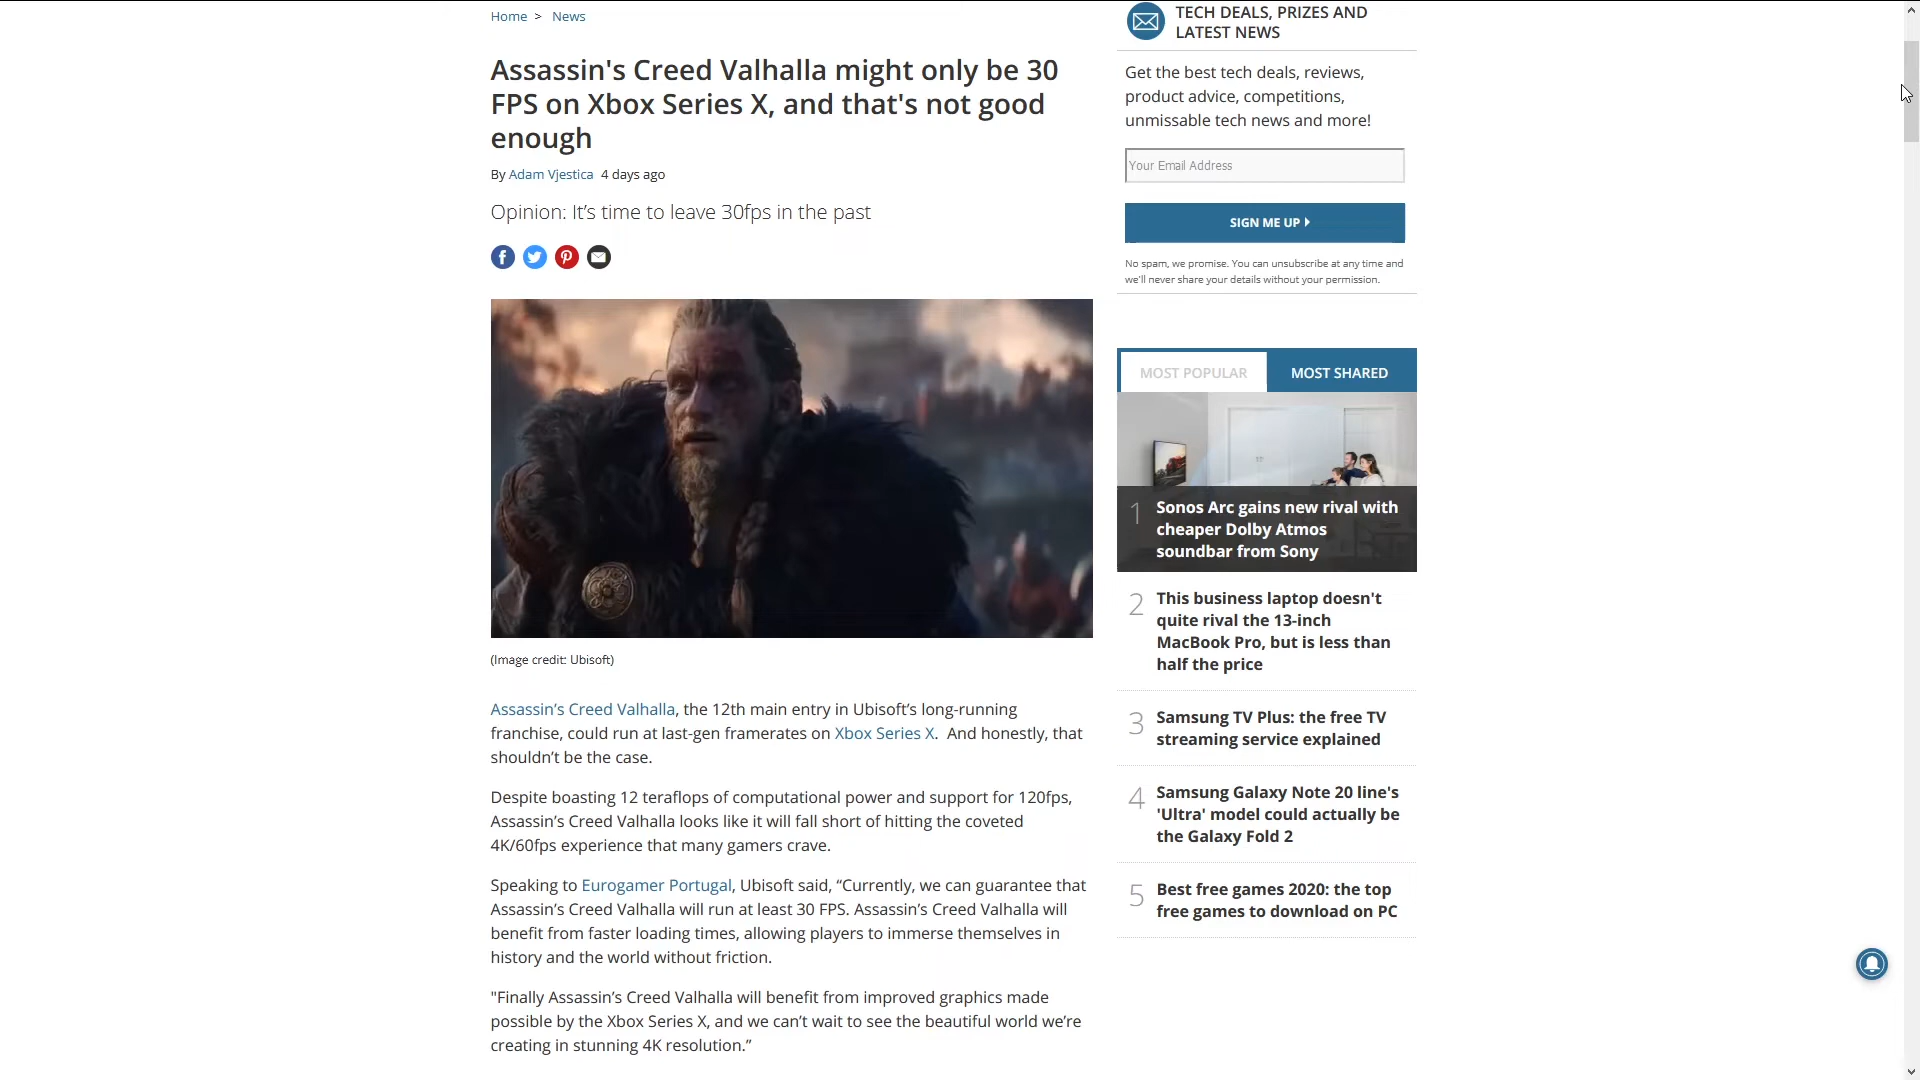 Home > News
Assassin's Creed Valhalla might only be 30
FPS on Xbox Series X, and that's not good
enough
By Adam Vjestica 4 days ago
Opinion: It’s time to leave 30fps in the past
(Image credit: Ubisoft)
Assassin’s Creed Valhalla, the 12th main entry in Ubisoft’s long-running
franchise, could run at last-gen framerates on Xbox Series X. And honestly, that
shouldn’t be the case.
Despite boasting 12 teraflops of computational power and support for 120fps,
Assassin’s Creed Valhalla looks like it will fall short of hitting the coveted
4K/60fps experience that many gamers crave.
Speaking to Eurogamer Portugal, Ubisoft said, “Currently, we can guarantee that
Assassin’s Creed Valhalla will run at least 30 FPS. Assassin’s Creed Valhalla will
benefit from faster loading times, allowing players to immerse themselves in
history and the world without friction.
"Finally Assassin’s Creed Valhalla will benefit from improved graphics made
possible by the Xbox Series X, and we can’t wait to see the beautiful world we’re
creating in stunning 4K resolution.”
TECH DEALS, PRIZES AND
LATEST NEWS
Get the best tech deals, reviews,
product advice, competitions,
unmissable tech news and more!
Your Email Address
SIGN ME UP
No spam, we promise. You can unsubscribe at any time and
we'll never share your details without your permission.
MOST POPULAR
MOST SHARED
1 Sonos Arc gains new rival with
cheaper Dolby Atmos
soundbar from Sony
2 This business laptop doesn't
quite rival the 13-inch
MacBook Pro, but is less than
half the price
3 Samsung TV Plus: the free TV
streaming service explained
4 Samsung Galaxy Note 20 line's
'Ultra' model could actually be
the Galaxy Fold 2
5 Best free games 2020: the top
free games to download on PC